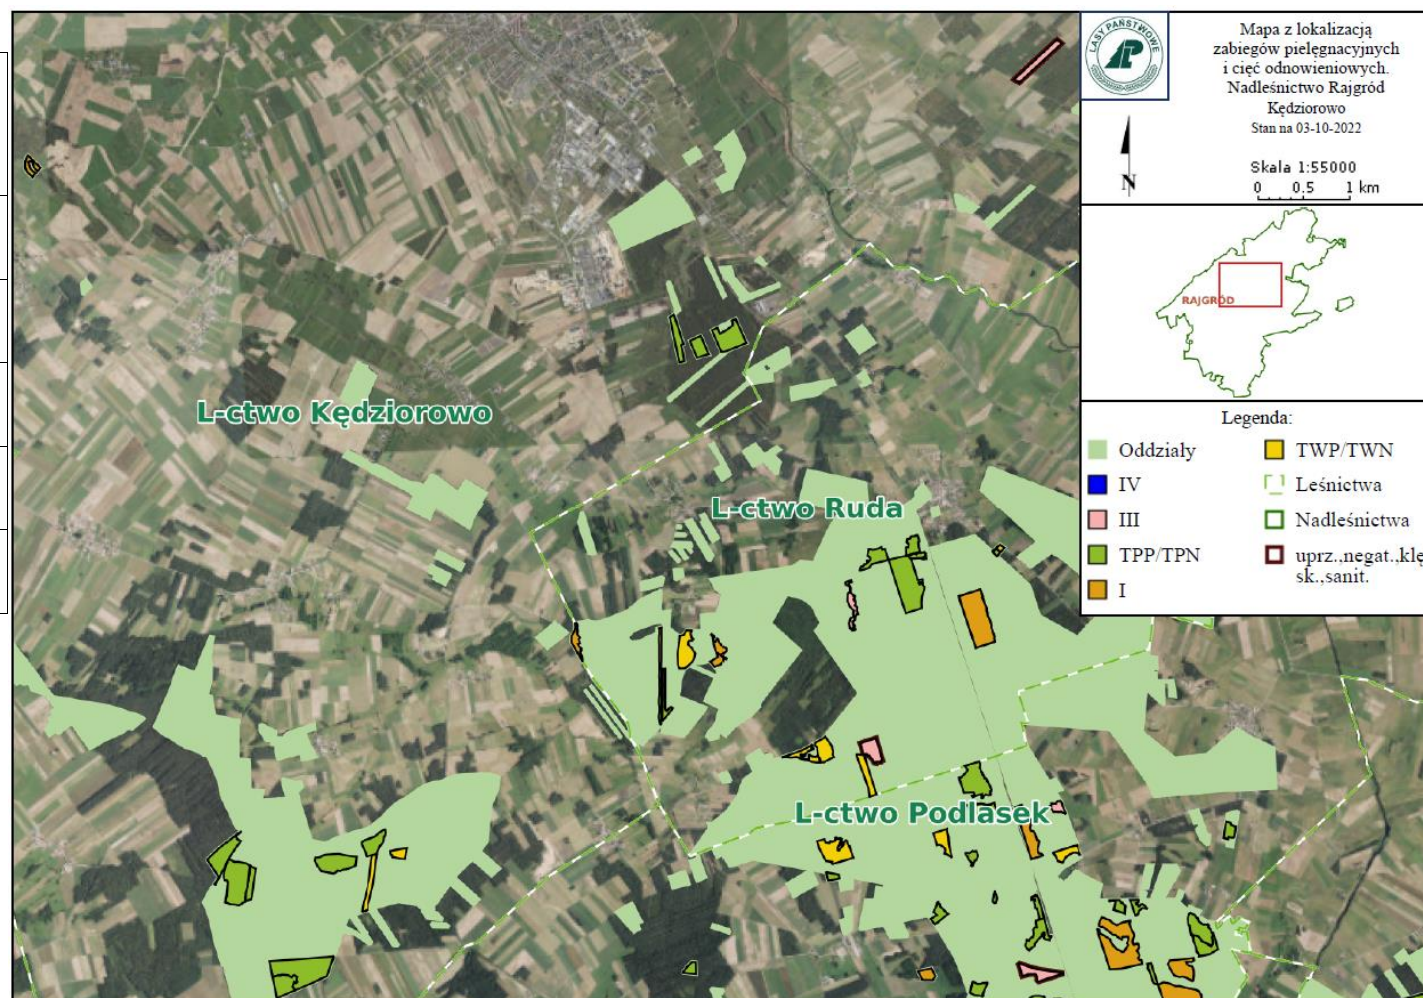 LASY PAŃSTWOWE
Mapa z lokalizacją
zabiegów pielęgnacyjnych
i cięć odnowieniowych.
Nadleśnictwo Rajgród
Kędziorowo
Stan na 03-10-2022
N
Skala 1:55000
0 0.5 1 km
RAJGRÓD
Legenda:
Oddziały
IV
III
TPP/TPN
I
TWP/TWN
Leśnictwa
Nadleśnictwa
uprz.,negat.,klę
sk.,sanit.
L-ctwo Kędziorowo
L-ctwo Ruda
L-ctwo Podlasek